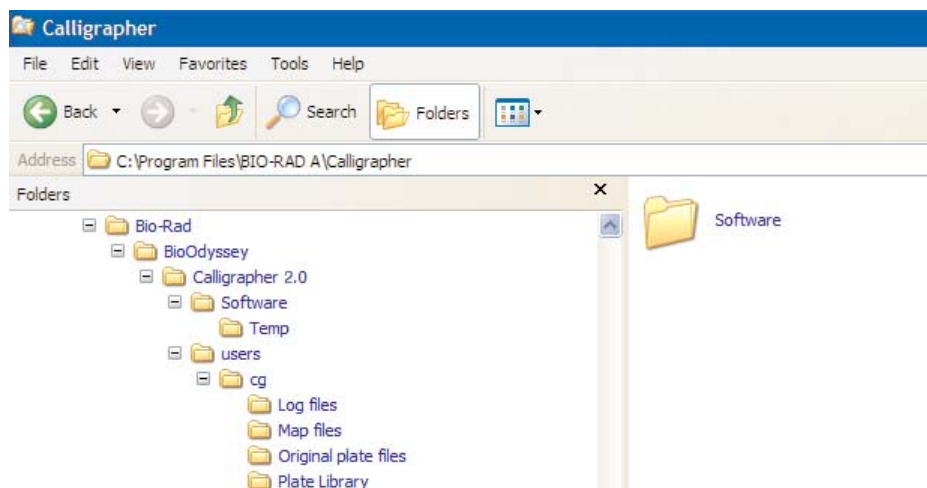 Calligrapher
File Edit View Favorites Tools Help
Back Search Folders
Address C:\Program Files\BIO-RAD A\Calligrapher
Folders
Bio-Rad
BioOdyssey
Calligrapher 2.0
Software
Temp
users
cg
Log files
Map files
Original plate files
Plate Library
Software